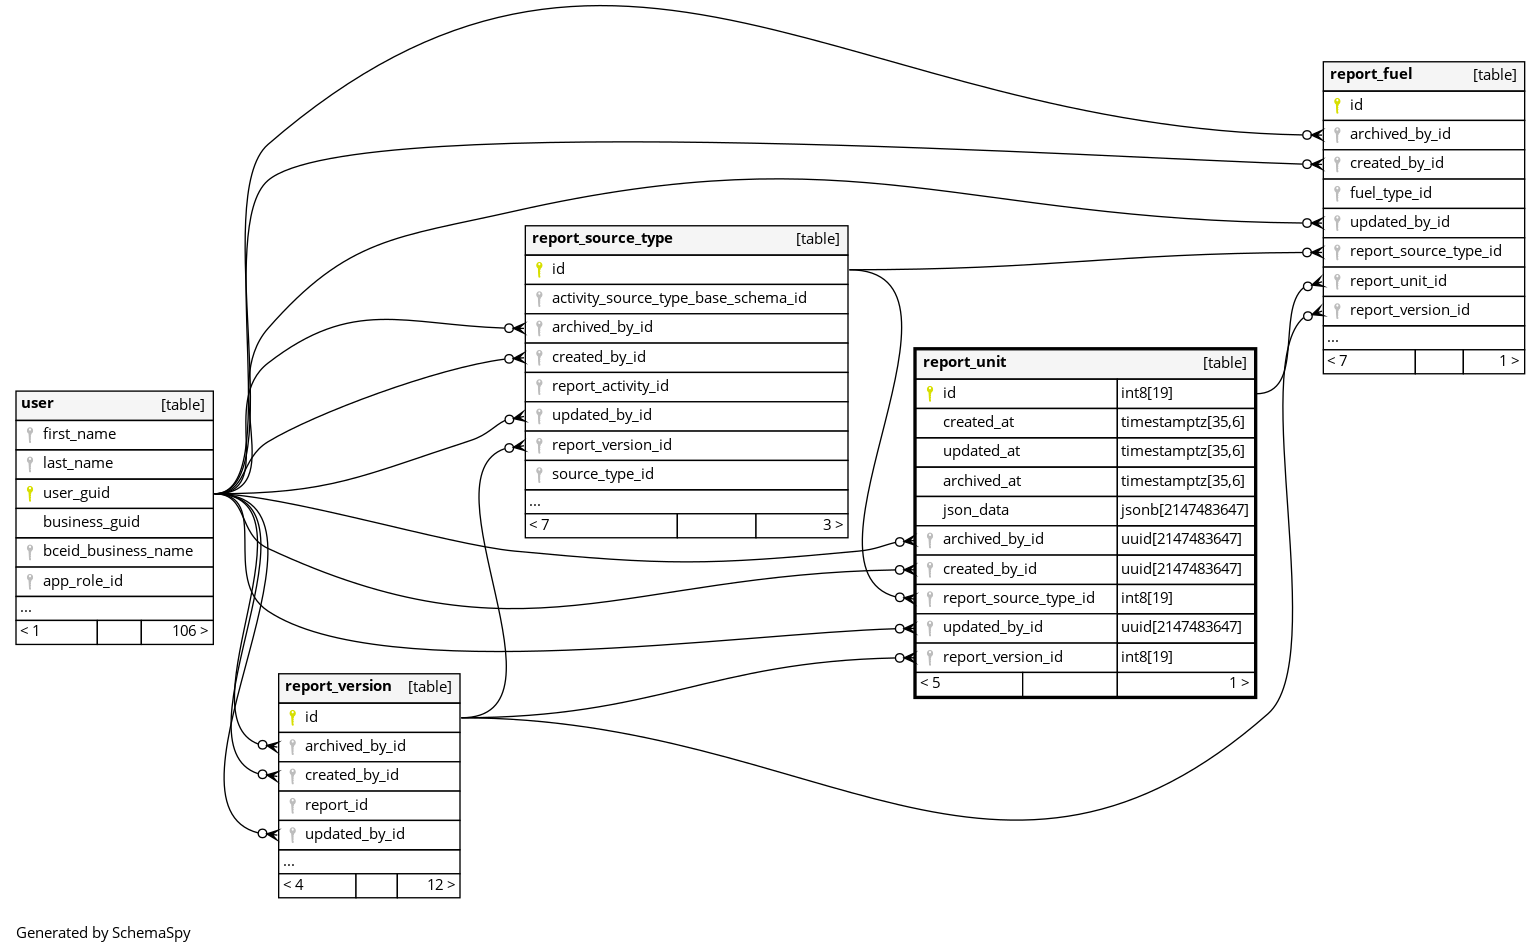 user [table]
first_name
last_name
user_guid
business_guid
bceid_business_name
app_role_id
...
< 1 106 >
report_version [table]
id
archived_by_id
created_by_id
report_id
updated_by_id
...
< 4 12 >
report_source_type [table]
id
activity_source_type_base_schema_id
archived_by_id
created_by_id
report_activity_id
updated_by_id
report_version_id
source_type_id
...
< 7 3 >
report_unit [table]
id int8[19]
created_at timestamptz[35,6]
updated_at timestamptz[35,6]
archived_at timestamptz[35,6]
json_data jsonb[2147483647]
archived_by_id uuid[2147483647]
created_by_id uuid[2147483647]
report_source_type_id int8[19]
updated_by_id uuid[2147483647]
report_version_id int8[19]
< 5 1 >
report_fuel [table]
id
archived_by_id
created_by_id
fuel_type_id
updated_by_id
report_source_type_id
report_unit_id
report_version_id
...
< 7 1 >
Generated by SchemaSpy